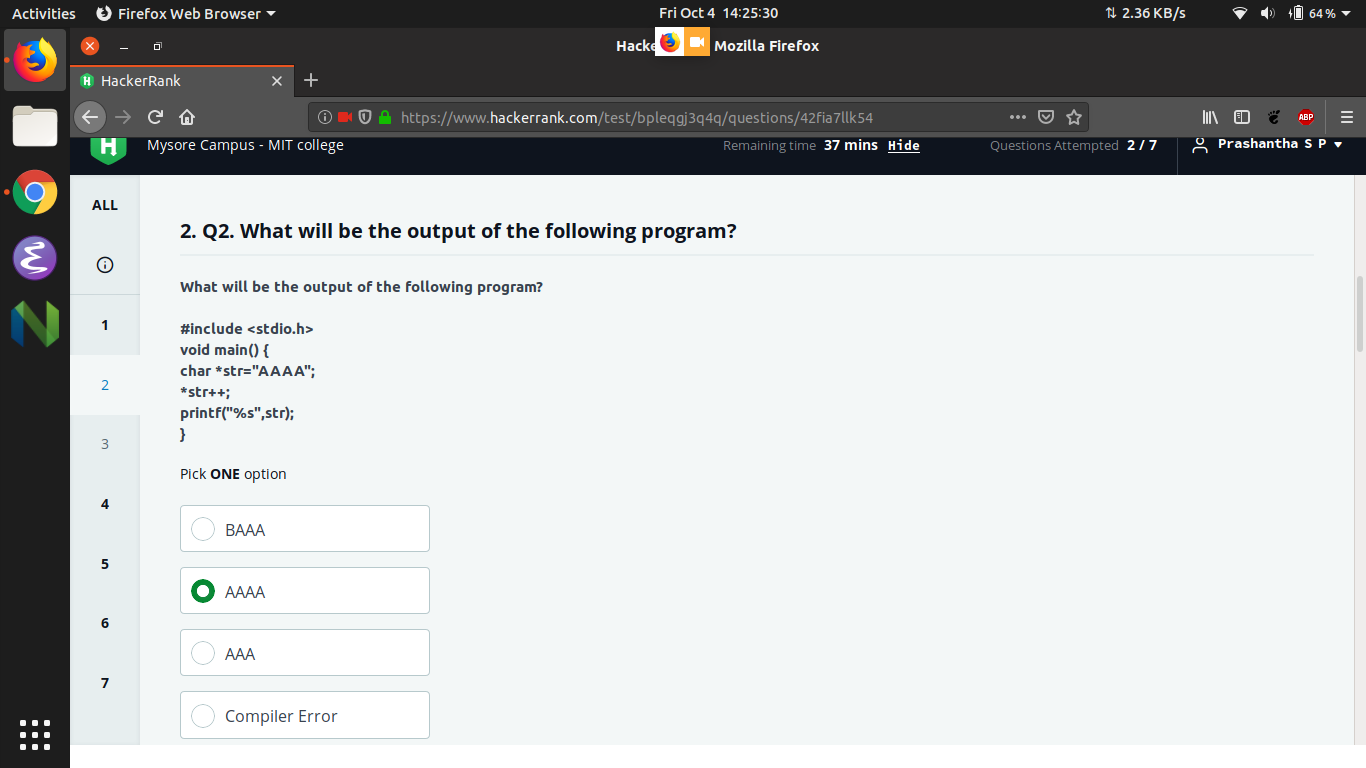 Activities Firefox Web Browser Fri Oct 4 14:25:30 2.36 KB/s 64 %
Hacke Mozilla Firefox
HackerRank
https://www.hackerrank.com/test/bpleqgj3q4q/questions/42fia7llk54 ABP
Mysore Campus - MIT college Remaining time 37 mins Hide Questions Attempted 2 / 7 Prashantha S P
ALL
2. Q2. What will be the output of the following program?
What will be the output of the following program?
1
#include <stdio.h>
void main() {
char *str="AAAA";
2
*str++;
printf("%s",str);
}
3
Pick ONE option
4
BAAA
5
AAAA
6
AAA
7
Compiler Error